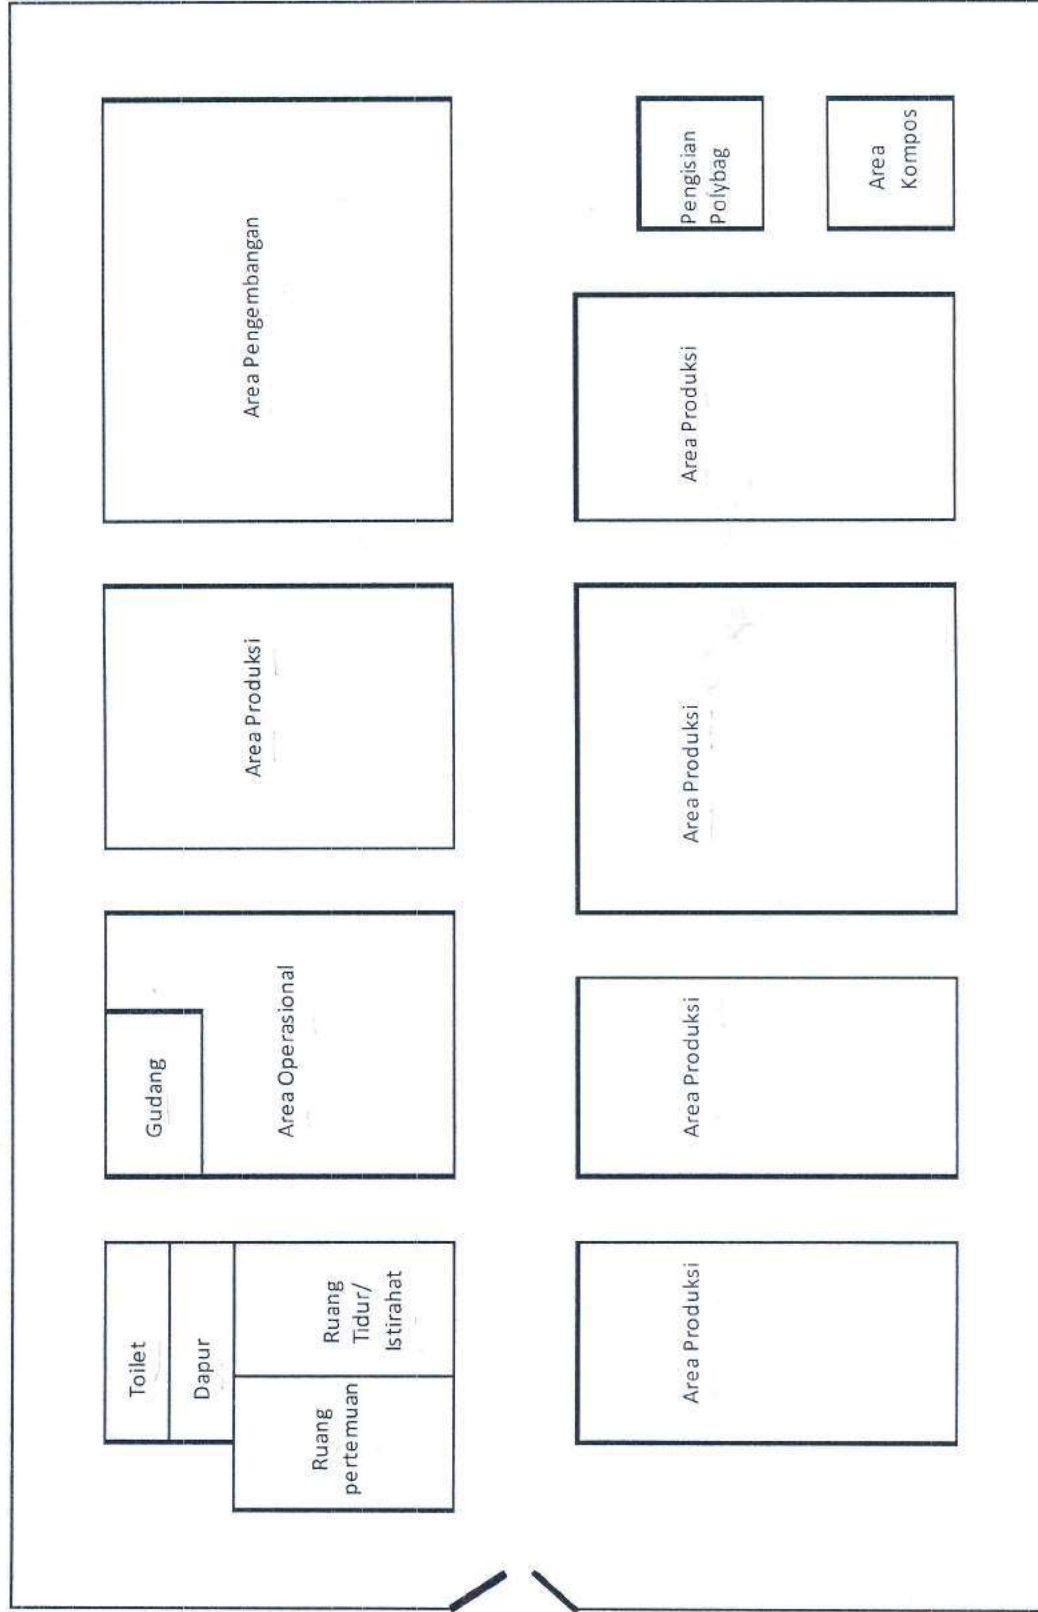 Toilet
Dapur
Ruang
pertemuan
Ruang
Tidur/
Istirahat
Gudang
Area Operasional
Area Produksi
Area Pengembangan
Area Produksi
Area Produksi
Area Produksi
Area Produksi
Pengisian
Polybag
Area
Kompos